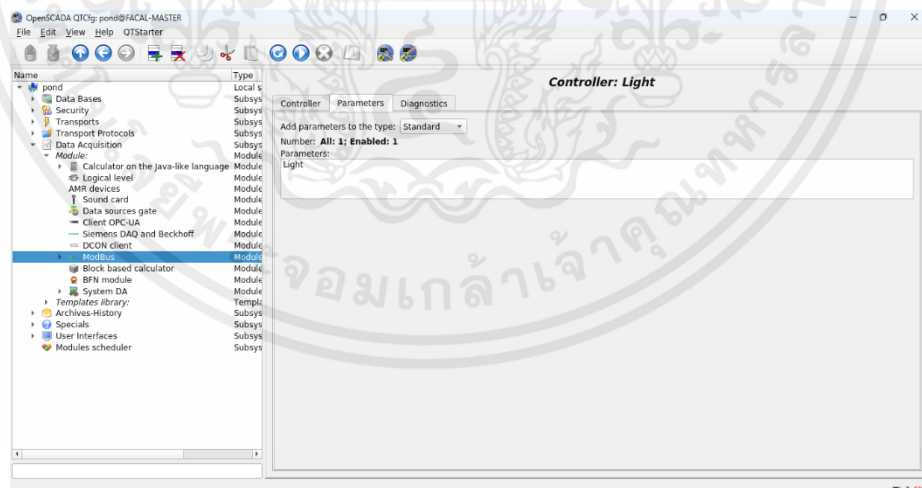 OpenSCADA QTCfg: pond@FACAL-MASTER
File Edit View Help QTStarter
Name Type
pond Local s
Data Bases Subsys
Security Subsys
Transports Subsys
Transport Protocols Subsys
Data Acquisition Subsys
Module: Module
Calculator on the Java-like language Module
Logical level Module
AMR devices Module
Sound card Module
Data sources gate Module
Client OPC-UA Module
Siemens DAQ and Beckhoff Module
DCON client Module
ModBus Module
Block based calculator Module
BFN module Module
System DA Module
Templates library: Templa
Archives-History Subsys
Specials Subsys
User Interfaces Subsys
Modules scheduler Subsys
Controller: Light
Controller Parameters Diagnostics
Add parameters to the type: Standard
Number: All: 1; Enabled: 1
Parameters:
Light